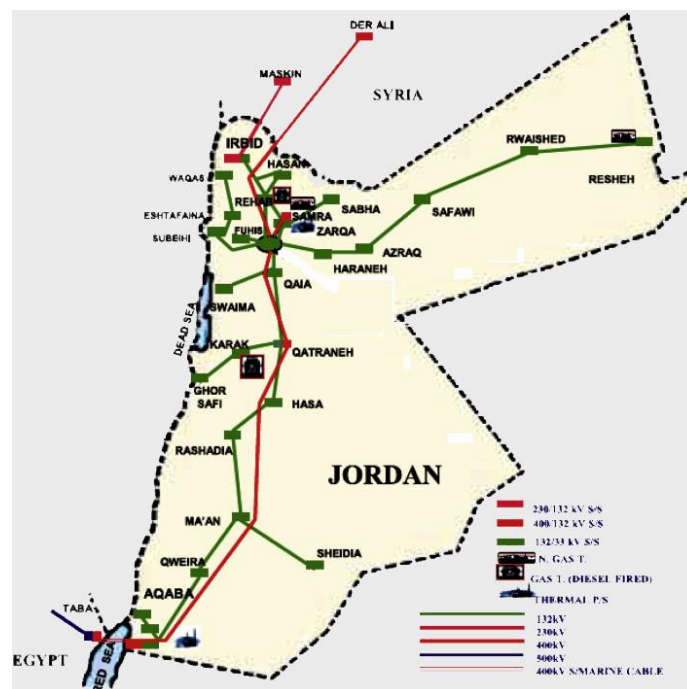 DER ALI
MASKIN
SYRIA
IRBID
RWAISHED
HASAN
WAQAS
RESHEH
REHAB
SABHA
SAFAWI
ESHTAFAINA
SAMRA
FUHIS
ZARQA
SUBEIHI
AZRAQ
HARANEH
QAIA
SWAIMA
DEAD SEA
KARAK
QATRANEH
GHOR
SAFI
HASA
RASHADIA
JORDAN
230/132 kV S/S
400/132 kV S/S
MA'AN
132/33 kV S/S
N. GAS T.
SHEIDIA
QWEIRA
GAS T. (DIESEL FIRED)
AQABA
THERMAL P/S
TABA
132kV
230kV
400kV
EGYPT
500kV
RED SEA
400kV S/MARINE CABLE